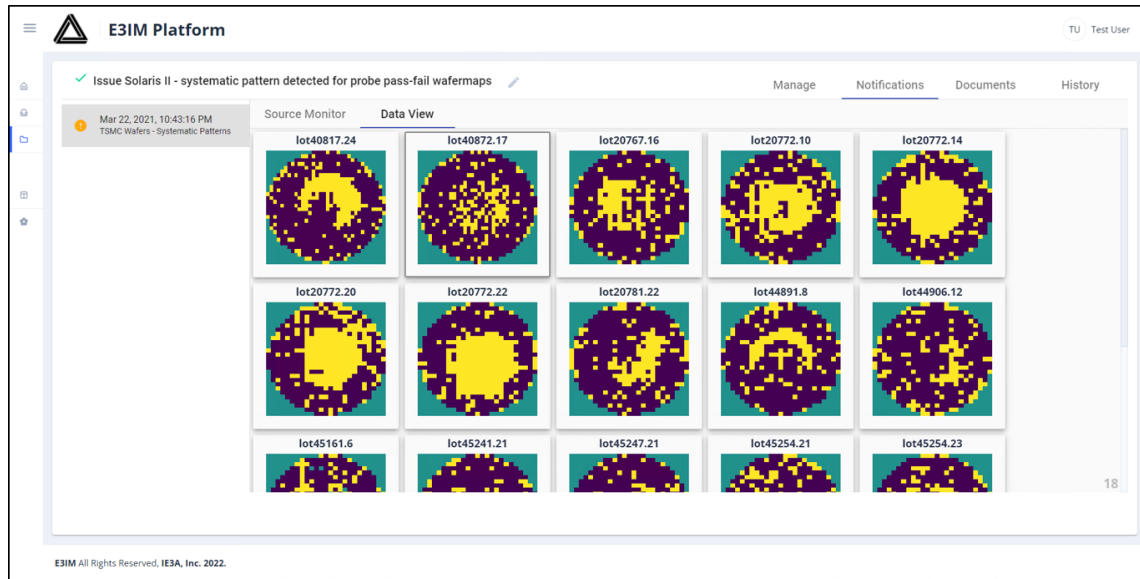 E3IM Platform
TU Test User
Issue Solaris II - systematic pattern detected for probe pass-fail wafermaps
Manage Notifications Documents History
Mar 22, 2021, 10:43:16 PM
TSMC Wafers - Systematic Patterns
Source Monitor Data View
lot40817.24 lot40872.17 lot20767.16 lot20772.10 lot20772.14
lot20772.20 lot20772.22 lot20781.22 lot44891.8 lot44906.12
lot45161.6 lot45241.21 lot45247.21 lot45254.21 lot45254.23
18
E3IM All Rights Reserved, IE3A, Inc. 2022.